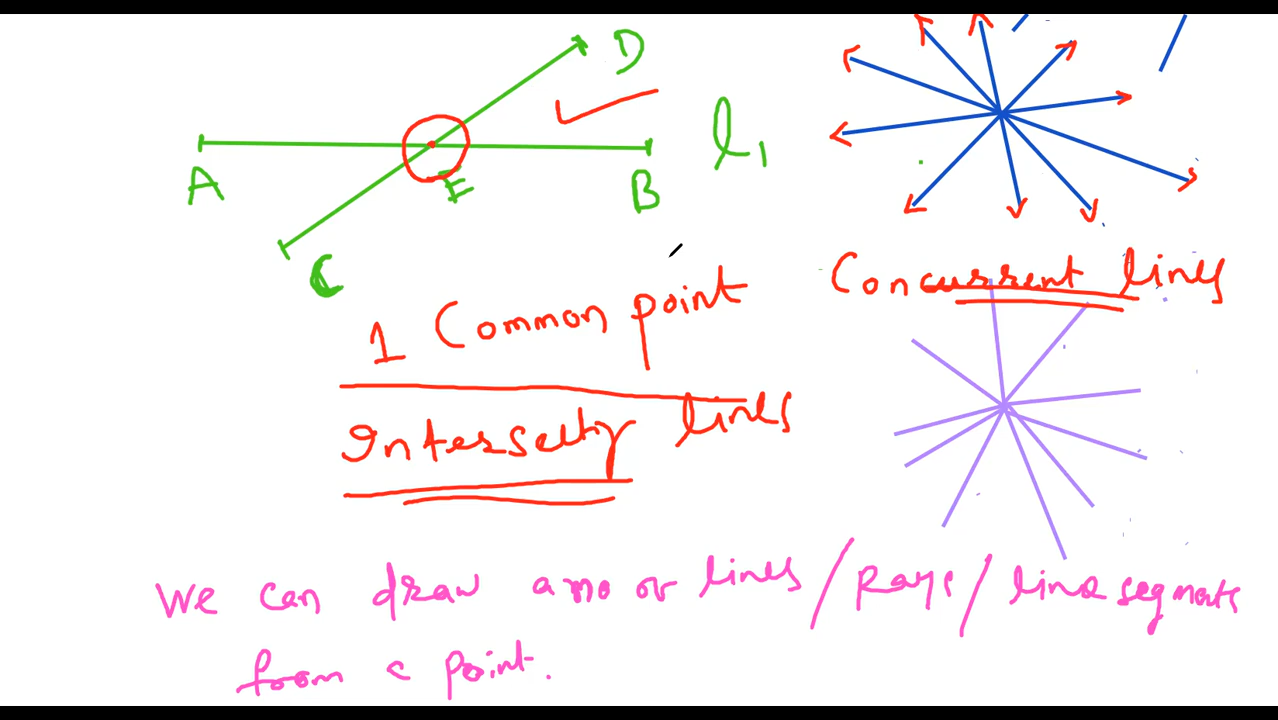 D
l1
A
E
B
C
Concurrent lines
1 Common point
Intersecting lines
We can draw a no of lines / Rays / line segments
from a point.